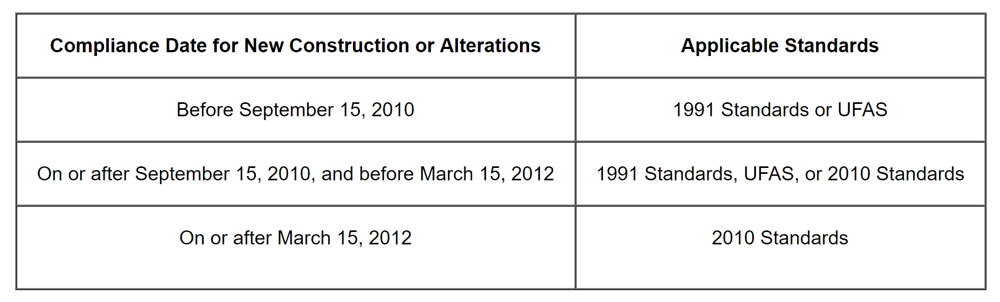 Compliance Date for New Construction or Alterations
Applicable Standards
Before September 15, 2010
1991 Standards or UFAS
On or after September 15, 2010, and before March 15, 2012
1991 Standards, UFAS, or 2010 Standards
On or after March 15, 2012
2010 Standards